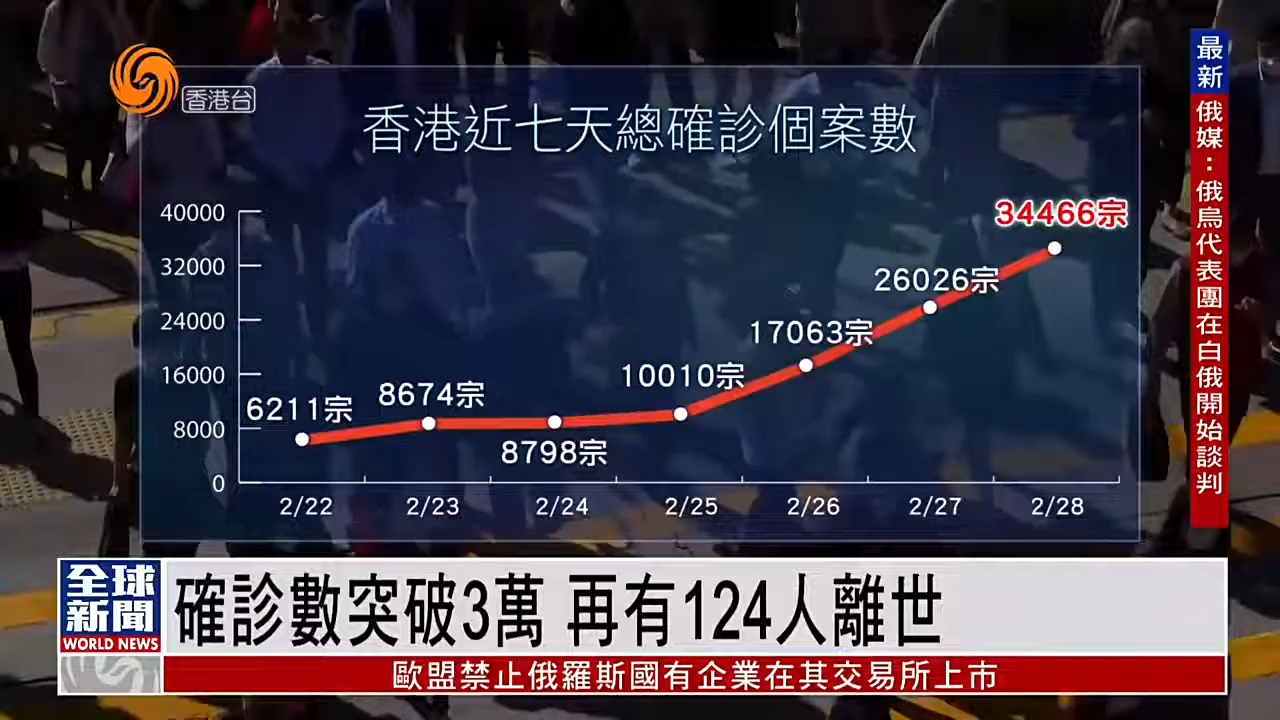 香港台
香港近七天總確診個案數
40000
32000
24000
16000
8000
0
6211宗
8674宗
8798宗
10010宗
17063宗
26026宗
34466宗
2/22
2/23
2/24
2/25
2/26
2/27
2/28
最新
俄媒：俄烏代表團在白俄開始談判
全球新聞
WORLD NEWS
確診數突破3萬 再有124人離世
歐盟禁止俄羅斯國有企業在其交易所上市